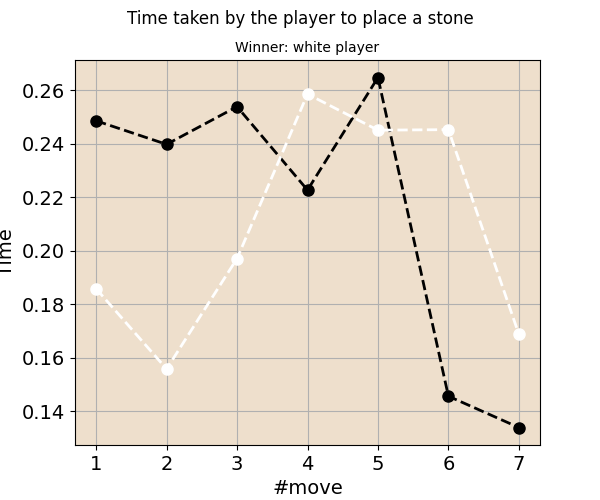 Time taken by the player to place a stone
Winner: white player
0.26
0.24
0.22
0.20
0.18
0.16
0.14
Time
1 2 3 4 5 6 7
#move